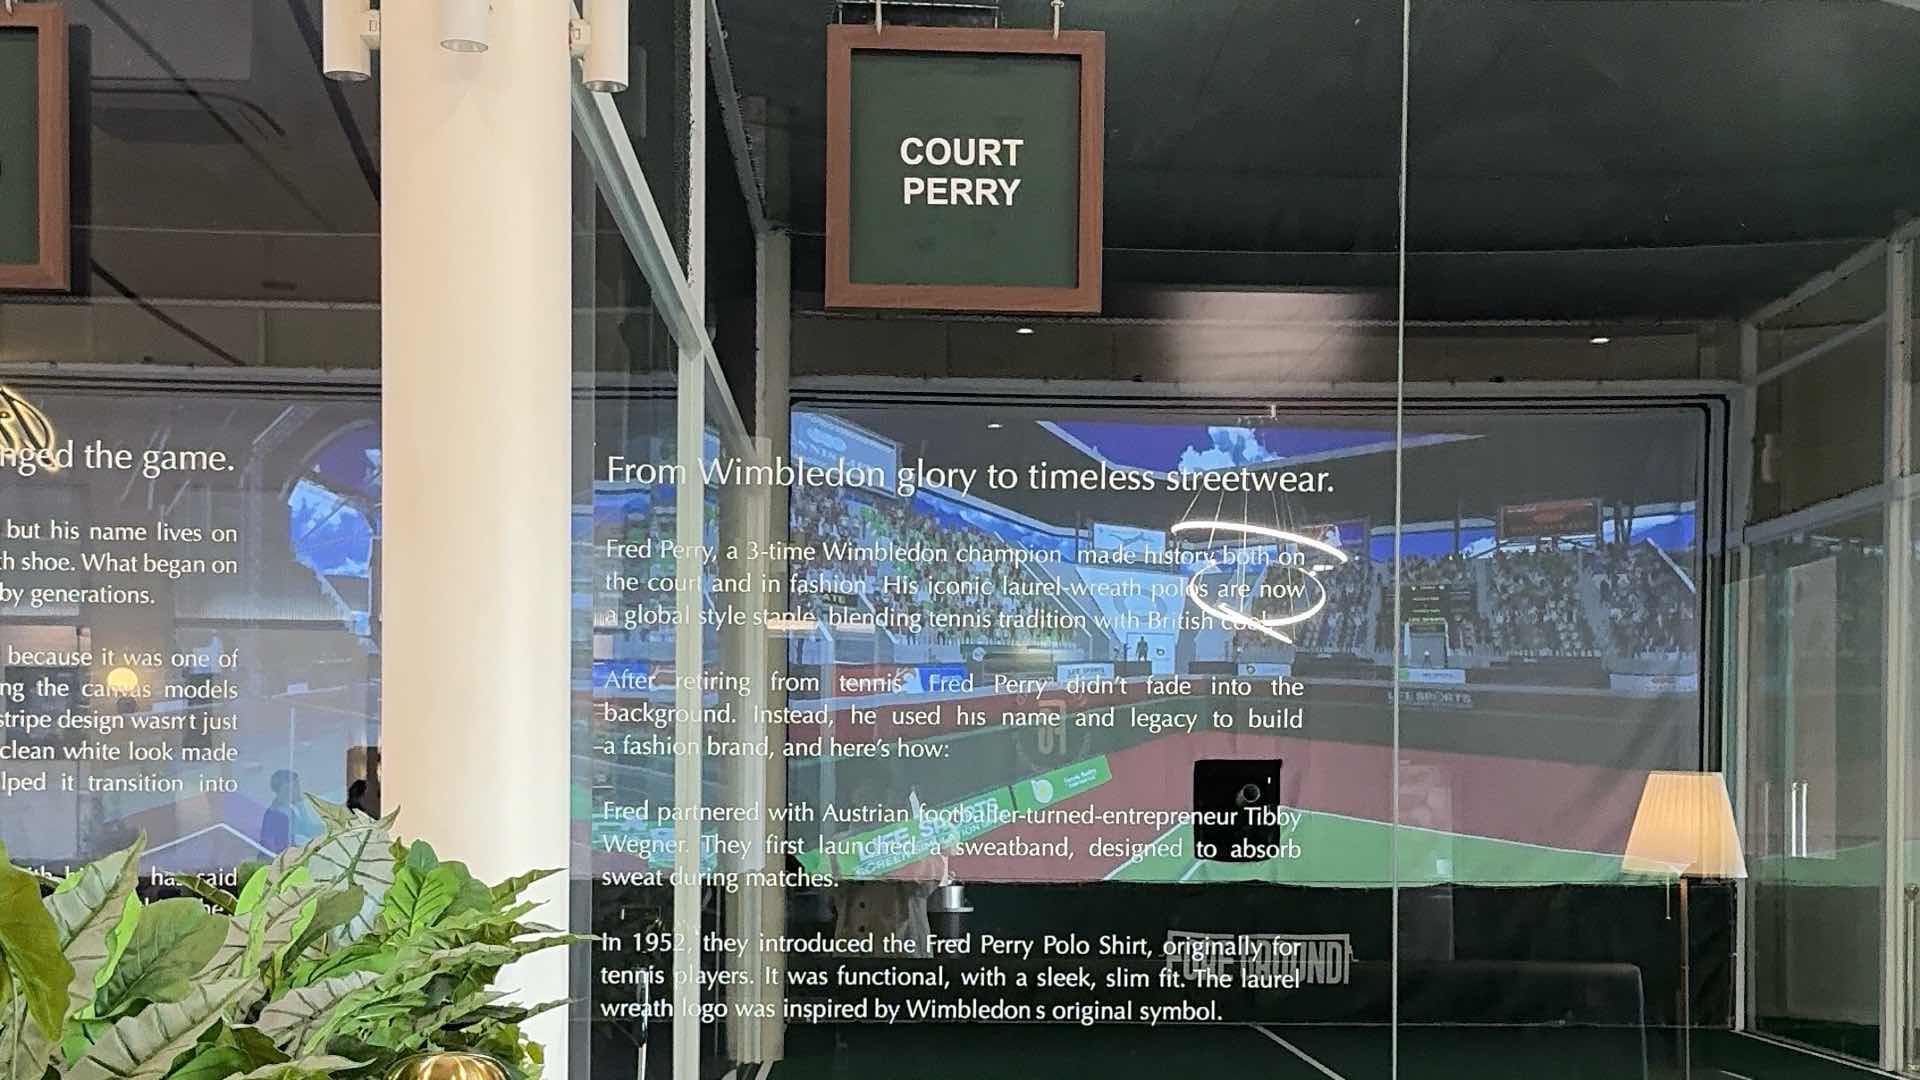 COURT
PERRY
nged the game.
but his name lives on
h shoe. What began on
by generations.
because it was one of
ng the canvas models
stripe design wasn't just
clean white look made
lped it transition into
has said
From Wimbledon glory to timeless streetwear.
Fred Perry, a 3-time Wimbledon champion made history both on
the court and in fashion. His iconic laurel-wreath polos are now
a global style staple, blending tennis tradition with British cool.
After retiring from tennis Fred Perry didn't fade into the
background. Instead, he used his name and legacy to build
a fashion brand, and here's how:
Fred partnered with Austrian footballer-turned-entrepreneur Tibby
Wegner. They first launched a sweatband, designed to absorb
sweat during matches.
In 1952, they introduced the Fred Perry Polo Shirt, originally for
tennis players. It was functional, with a sleek, slim fit. The laurel
wreath logo was inspired by Wimbledon s original symbol.
LIFE SPORTS
LIFE SPORTS